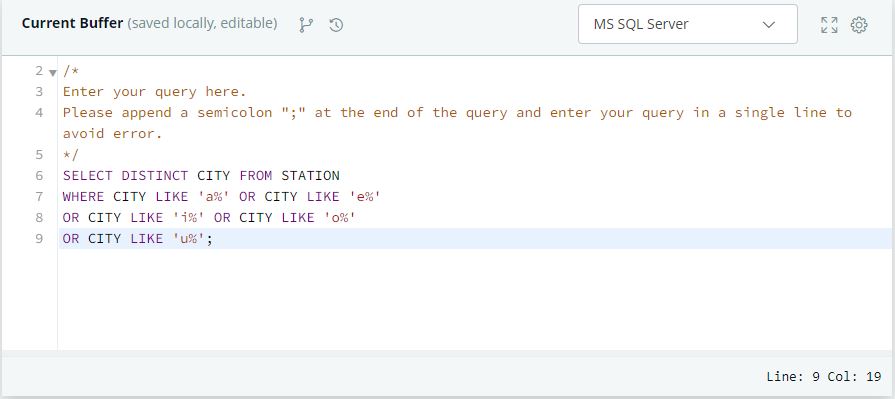 Current Buffer (saved locally, editable)
MS SQL Server
2 /*
3 Enter your query here.
4 Please append a semicolon ";" at the end of the query and enter your query in a single line to
avoid error.
5 */
6 SELECT DISTINCT CITY FROM STATION
7 WHERE CITY LIKE 'a%' OR CITY LIKE 'e%'
8 OR CITY LIKE 'i%' OR CITY LIKE 'o%'
9 OR CITY LIKE 'u%';
Line: 9 Col: 19